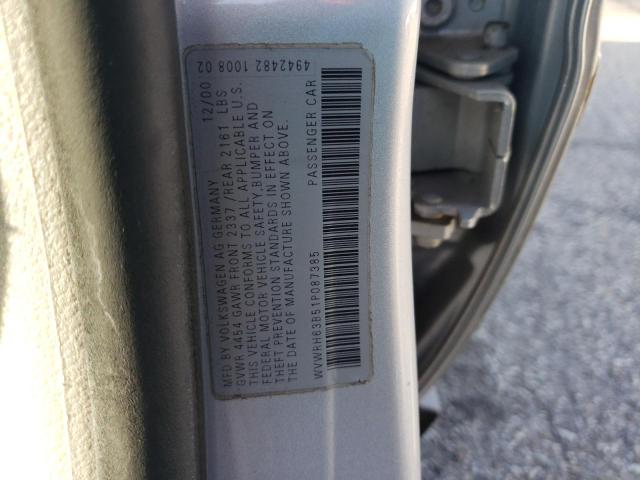 4942482 1008 02
MFD BY VOLKSWAGEN AG GERMANY 12/00
GVWR 4454 GAWR FRONT 2337 /REAR 2161 LBS
THIS VEHICLE CONFORMS TO ALL APPLICABLE U.S.
FEDERAL MOTOR VEHICLE SAFETY,BUMPER AND
THEFT PREVENTION STANDARDS IN EFFECT ON
THE DATE OF MANUFACTURE SHOWN ABOVE.
WVWRH63B51P087385 PASSENGER CAR